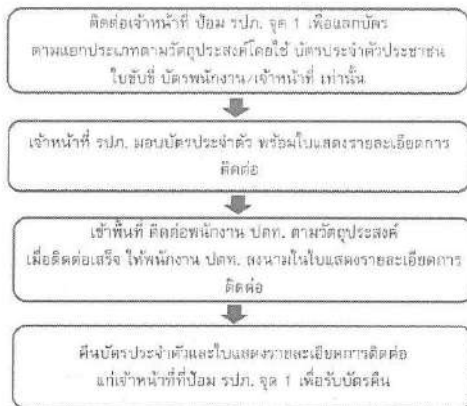 ติดต่อเจ้าหน้าที่ ป้อม รปภ. จุด 1 เพื่อแลกบัตร
ตามแยกประเภทตามวัตถุประสงค์โดยใช้ บัตรประจำตัวประชาชน
ใบขับขี่ บัตรพนักงาน/เจ้าหน้าที่ เท่านั้น
เจ้าหน้าที่ รปภ. มอบบัตรประจำตัว พร้อมใบแสดงรายละเอียดการ
ติดต่อ
เข้าพื้นที่ ติดต่อพนักงาน ปตท. ตามวัตถุประสงค์
เมื่อติดต่อเสร็จ ให้พนักงาน ปตท. ลงนามในใบแสดงรายละเอียดการ
ติดต่อ
คืนบัตรประจำตัวและใบแสดงรายละเอียดการติดต่อ
แก่เจ้าหน้าที่ที่ป้อม รปภ. จุด 1 เพื่อรับบัตรคืน